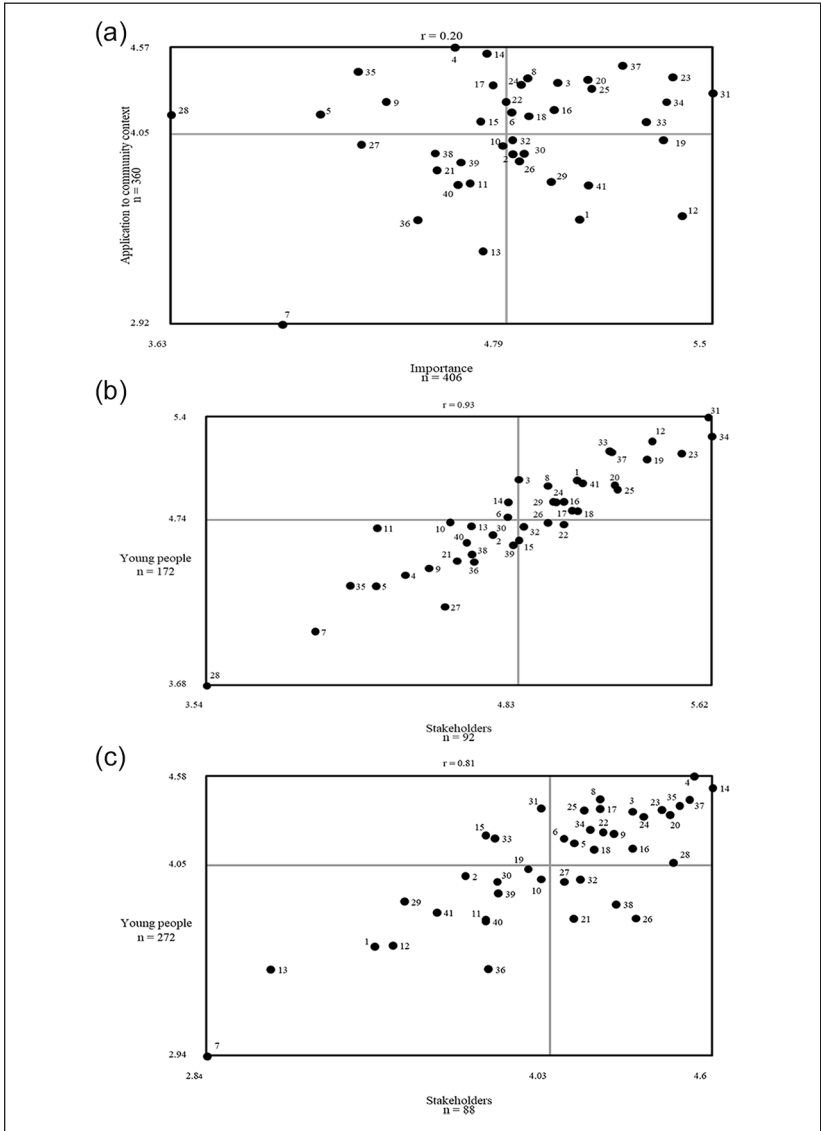 (a)
r = 0.20
4.57
4 14
35 37
8
17 24 3 20 23
25
31
9 22 34
28 5 6 18 16
15 33
4.05
27 10 32 19
38 2 30
39 26
21
40 11 29 41
36 1 12
13
Application to community context
n = 360
7
2.92
3.63 4.79 5.5
Importance
n = 406
(b)
r = 0.93
5.4
31
12 34
33
37 19 23
3 8 1 41 20
25
14 24
29 16
6 17 18
4.74
10 13 30 26
11 32 22
40 2
39 15
21 38
9 36
4
35 5
27
7
Young people
n = 172
28
3.68
3.54 4.83 5.62
Stakeholders
n = 92
(c)
r = 0.81
4.58
4
14
8 35 37
31 25 17 3 23
24 20
15 34 22
33 6 9
5
18 16
4.05
19 28
2 30 10 27 32
39
29 38
41 11 21 26
40
1 12
13 36
Young people
n = 272
7
2.94
2.84 4.03 4.6
Stakeholders
n = 88